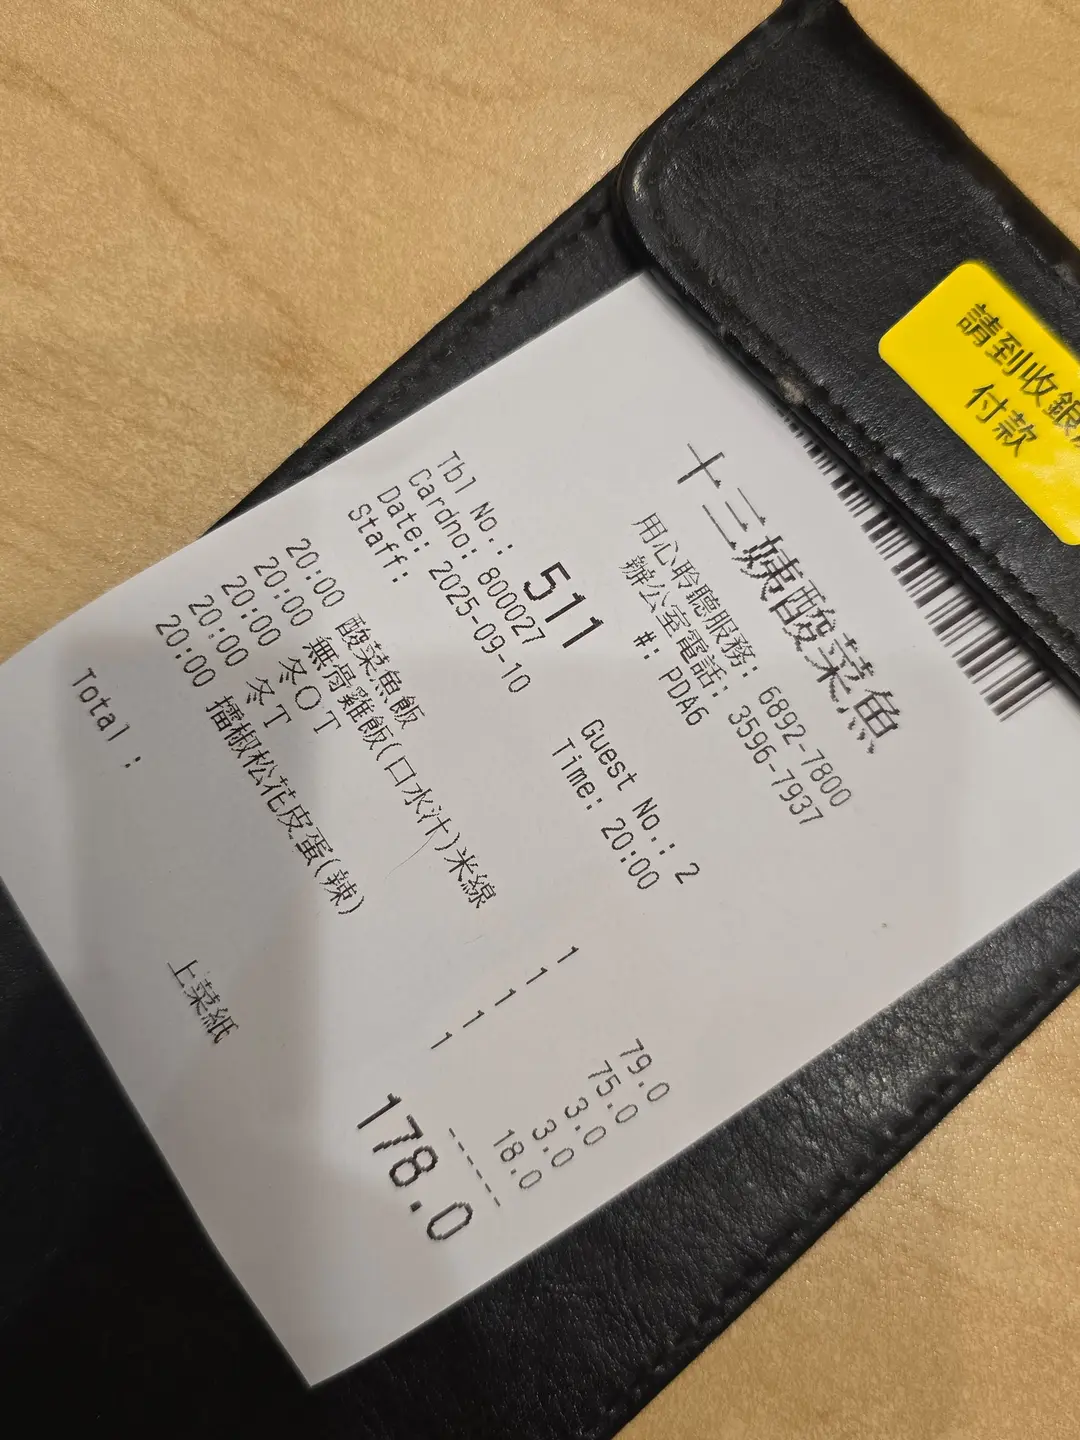 請到收銀
付款
十三姨酸菜魚
用心聆聽服務: 6892-7800
辦公室電話: 3596-7937
#: PDA6
Tbl No.: 511 Guest No.: 2
Cardno: 800027 Time: 20:00
Date: 2025-09-10
Staff:
20:00 酸菜魚飯 1 79.0
20:00 無骨雞飯(口水汁)米線 1 75.0
20:00 冬OT 1 3.0
20:00 冬T 1 3.0
20:00 擂椒松花皮蛋(辣) 1 18.0
------
Total : 178.0
上菜紙